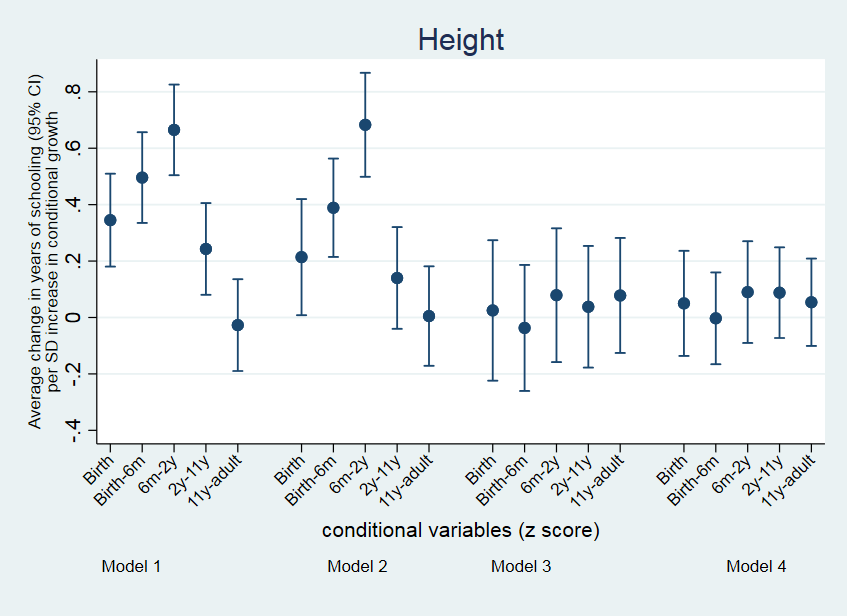 Height
Average change in years of schooling (95% CI)
per SD increase in conditional growth
.8
.6
.4
.2
0
-.2
-.4
Birth
Birth-6m
6m-2y
2y-11y
11y-adult
Birth
Birth-6m
6m-2y
2y-11y
11y-adult
Birth
Birth-6m
6m-2y
2y-11y
11y-adult
Birth
Birth-6m
6m-2y
2y-11y
11y-adult
conditional variables (z score)
Model 1 Model 2 Model 3 Model 4